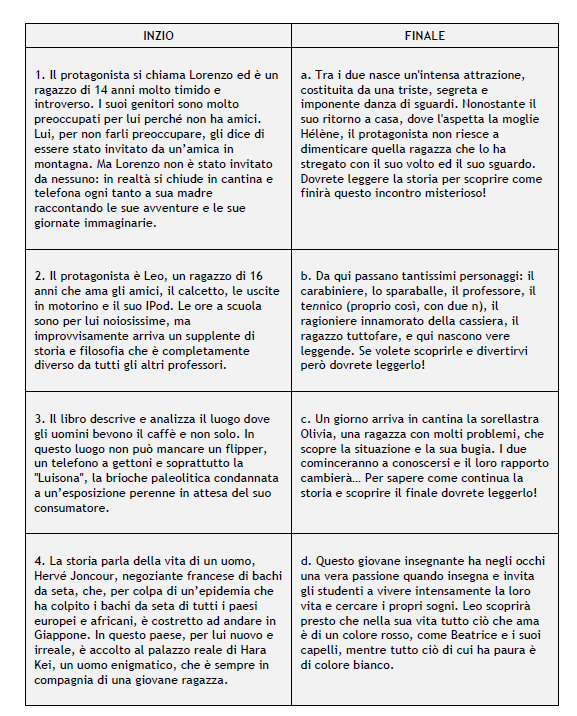 INZIO
FINALE
1. Il protagonista si chiama Lorenzo ed è un
ragazzo di 14 anni molto timido e
introverso. I suoi genitori sono molto
preoccupati per lui perché non ha amici.
Lui, per non farli preoccupare, gli dice di
essere stato invitato da un’amica in
montagna. Ma Lorenzo non è stato invitato
da nessuno: in realtà si chiude in cantina e
telefona ogni tanto a sua madre
raccontando le sue avventure e le sue
giornate immaginarie.
a. Tra i due nasce un'intensa attrazione,
costituita da una triste, segreta e
imponente danza di sguardi. Nonostante il
suo ritorno a casa, dove l'aspetta la moglie
Hélène, il protagonista non riesce a
dimenticare quella ragazza che lo ha
stregato con il suo volto ed il suo sguardo.
Dovrete leggere la storia per scoprire come
finirà questo incontro misterioso!
2. Il protagonista è Leo, un ragazzo di 16
anni che ama gli amici, il calcetto, le uscite
in motorino e il suo IPod. Le ore a scuola
sono per lui noiosissime, ma
improvvisamente arriva un supplente di
storia e filosofia che è completamente
diverso da tutti gli altri professori.
b. Da qui passano tantissimi personaggi: il
carabiniere, lo sparaballe, il professore, il
tennico (proprio così, con due n), il
ragioniere innamorato della cassiera, il
ragazzo tuttofare, e qui nascono vere
leggende. Se volete scoprirle e divertirvi
però dovrete leggerlo!
3. Il libro descrive e analizza il luogo dove
gli uomini bevono il caffè e non solo. In
questo luogo non può mancare un flipper,
un telefono a gettoni e soprattutto la
"Luisona", la brioche paleolitica condannata
a un’esposizione perenne in attesa del suo
consumatore.
c. Un giorno arriva in cantina la sorellastra
Olivia, una ragazza con molti problemi, che
scopre la situazione e la sua bugia. I due
cominceranno a conoscersi e il loro rapporto
cambierà… Per sapere come continua la
storia e scoprire il finale dovrete leggerlo!
4. La storia parla della vita di un uomo,
Hervé Joncour, negoziante francese di bachi
da seta, che, per colpa di un’epidemia che
ha colpito i bachi da seta di tutti i paesi
europei e africani, è costretto ad andare in
Giappone. In questo paese, per lui nuovo e
irreale, è accolto al palazzo reale di Hara
Kei, un uomo enigmatico, che è sempre in
compagnia di una giovane ragazza.
d. Questo giovane insegnante ha negli occhi
una vera passione quando insegna e invita
gli studenti a vivere intensamente la loro
vita e cercare i propri sogni. Leo scoprirà
presto che nella sua vita tutto ciò che ama
è di un colore rosso, come Beatrice e i suoi
capelli, mentre tutto ciò di cui ha paura è
di colore bianco.